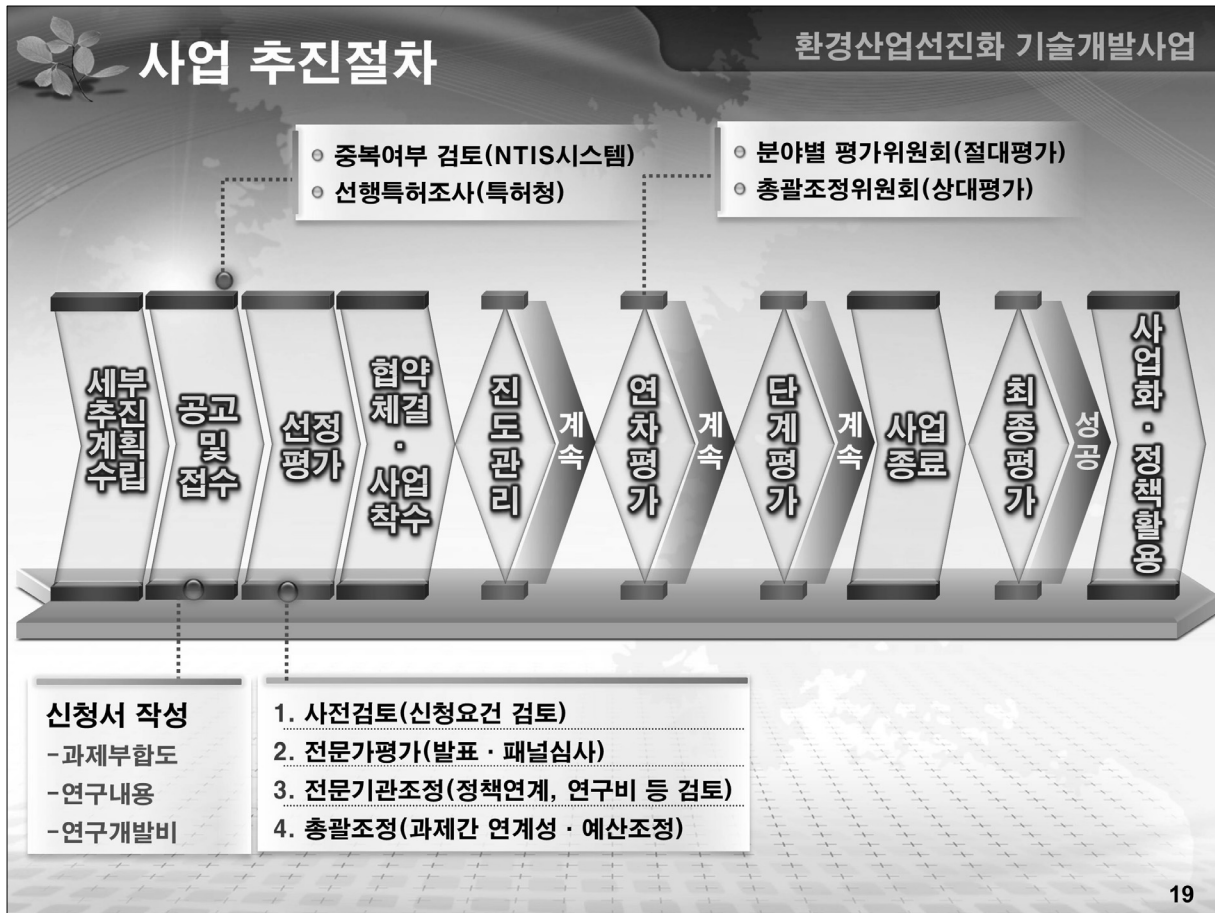 사업 추진절차
환경산업선진화 기술개발사업
중복여부 검토(NTIS시스템)
선행특허조사(특허청)
분야별 평가위원회(절대평가)
총괄조정위원회(상대평가)
세부
추진
계획
수립
공고
및
접수
선정
평가
협약
체결
·
사업
착수
진도관리
계속
연차평가
계속
단계평가
계속
사업
종료
최종평가
성공
사업화·정책활용
신청서 작성
-과제부합도
-연구내용
-연구개발비
1. 사전검토(신청요건 검토)
2. 전문가평가(발표·패널심사)
3. 전문기관조정(정책연계, 연구비 등 검토)
4. 총괄조정(과제간 연계성·예산조정)
19